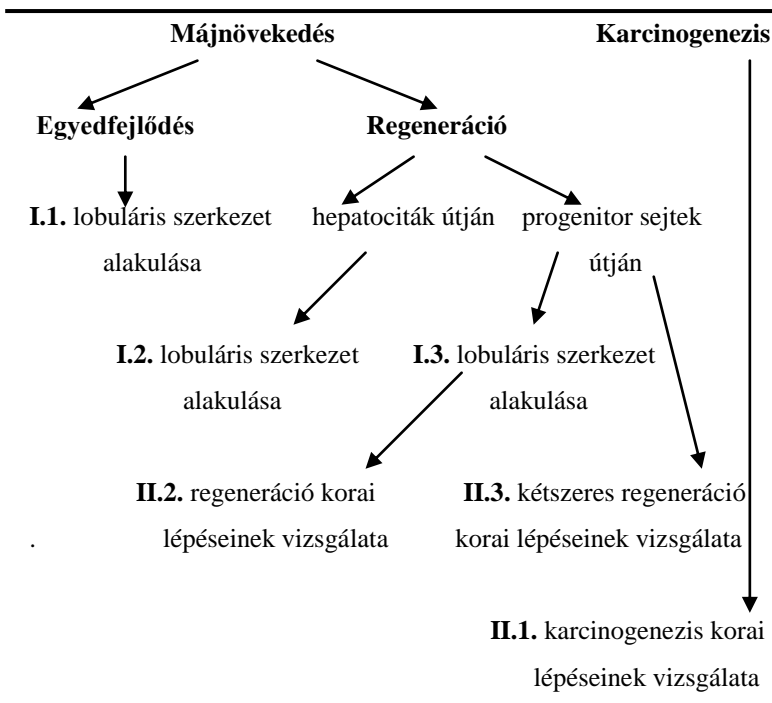 Májnövekedés Karcinogenezis
Egyedfejlődés Regeneráció
I.1. lobuláris szerkezet hepatociták útján progenitor sejtek
alakulása útján
I.2. lobuláris szerkezet I.3. lobuláris szerkezet
alakulása alakulása
II.2. regeneráció korai II.3. kétszeres regeneráció
. lépéseinek vizsgálata korai lépéseinek vizsgálata
II.1. karcinogenezis korai
lépéseinek vizsgálata